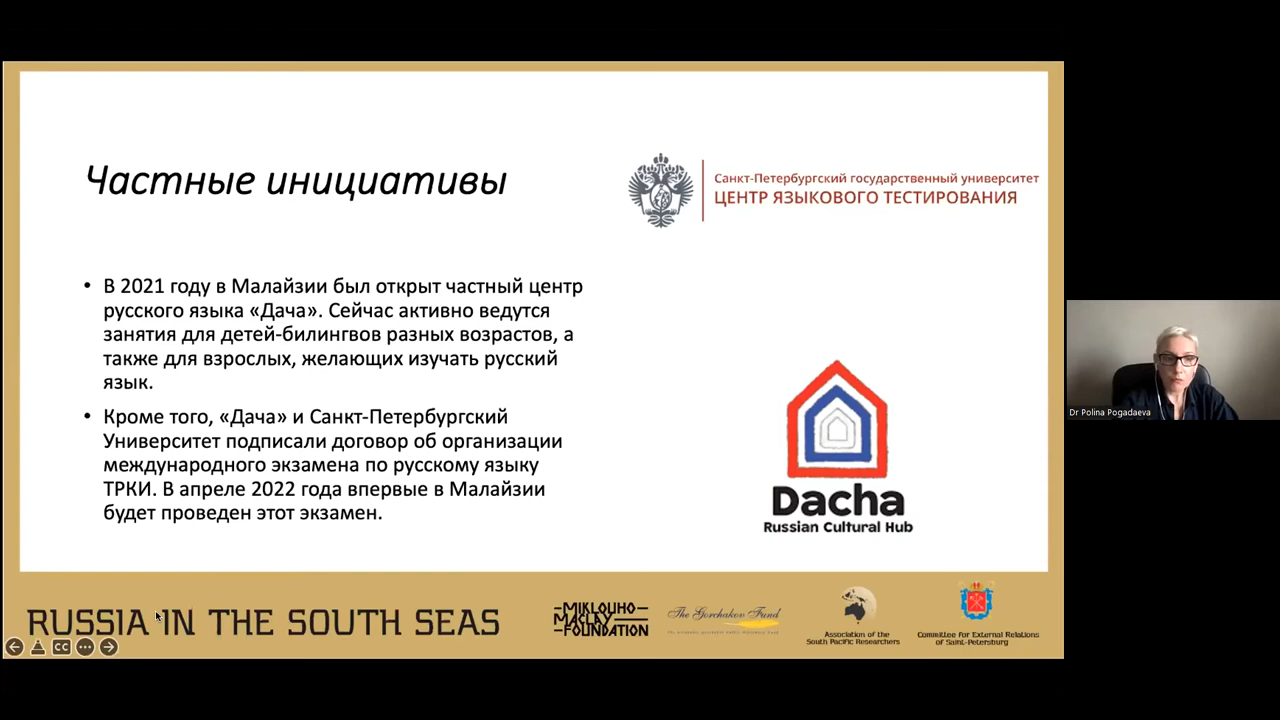 Частные инициативы
Санкт-Петербургский государственный университет
ЦЕНТР ЯЗЫКОВОГО ТЕСТИРОВАНИЯ
• В 2021 году в Малайзии был открыт частный центр
русского языка «Дача». Сейчас активно ведутся
занятия для детей-билингвов разных возрастов, а
также для взрослых, желающих изучать русский
язык.
• Кроме того, «Дача» и Санкт-Петербургский
Университет подписали договор об организации
международного экзамена по русскому языку
ТРКИ. В апреле 2022 года впервые в Малайзии
будет проведен этот экзамен.
Dacha
Russian Cultural Hub
Dr Polina Pogadaeva
RUSSIA IN THE SOUTH SEAS
MIKLOUHO
MACLAY
FOUNDATION
The Gorchakov Fund
Association of the
South Pacific Researchers
Committee for External Relations
of Saint-Petersburg
CC